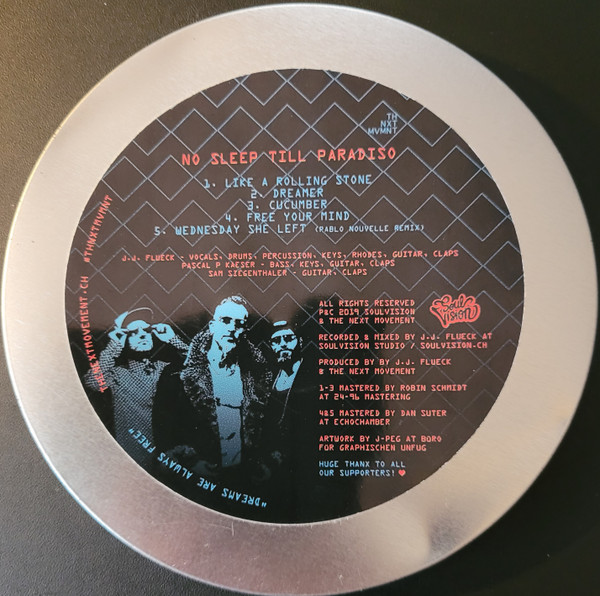 TH
NXT
MVMNT
NO SLEEP TILL PARADISO
1. LIKE A ROLLING STONE
2. DREAMER
3. CUCUMBER
4. FREE YOUR MIND
5. WEDNESDAY SHE LEFT (PABLO NOUVELLE REMIX)
J.J. FLUECK - VOCALS, DRUMS, PERCUSSION, KEYS, RHODES, GUITAR, CLAPS
PASCAL P KAESER - BASS, KEYS, GUITAR, CLAPS
SAM SIEGENTHALER - GUITAR, CLAPS
ALL RIGHTS RESERVED
P&C 2019 SOULVISION
& THE NEXT MOVEMENT
Soul
Vision
RECORDED & MIXED BY J.J. FLUECK AT
SOULVISION STUDIO / SOULVISION.CH
PRODUCED BY BY J.J. FLUECK
& THE NEXT MOVEMENT
1-3 MASTERED BY ROBIN SCHMIDT
AT 24-96 MASTERING
4&5 MASTERED BY DAN SUTER
AT ECHOCHAMBER
ARTWORK BY J-PEG AT BORO
FOR GRAPHISCHEN UNFUG
HUGE THANX TO ALL
OUR SUPPORTERS! ♥
THENEXTMOVEMENT.CH #THNXTMVMNT
"DREAMS ARE ALWAYS FREE"